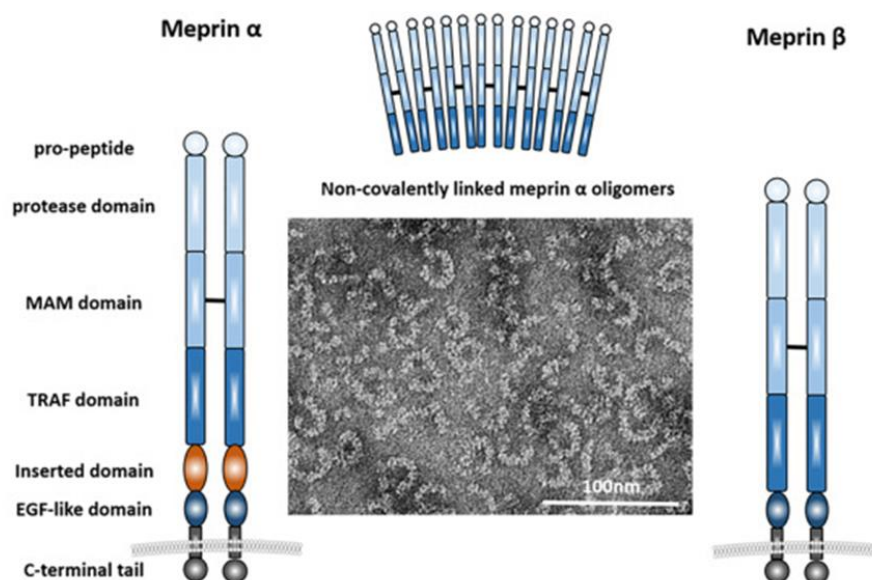 Meprin α
Meprin β
pro-peptide
protease domain
MAM domain
TRAF domain
Inserted domain
EGF-like domain
C-terminal tail
Non-covalently linked meprin α oligomers
100nm